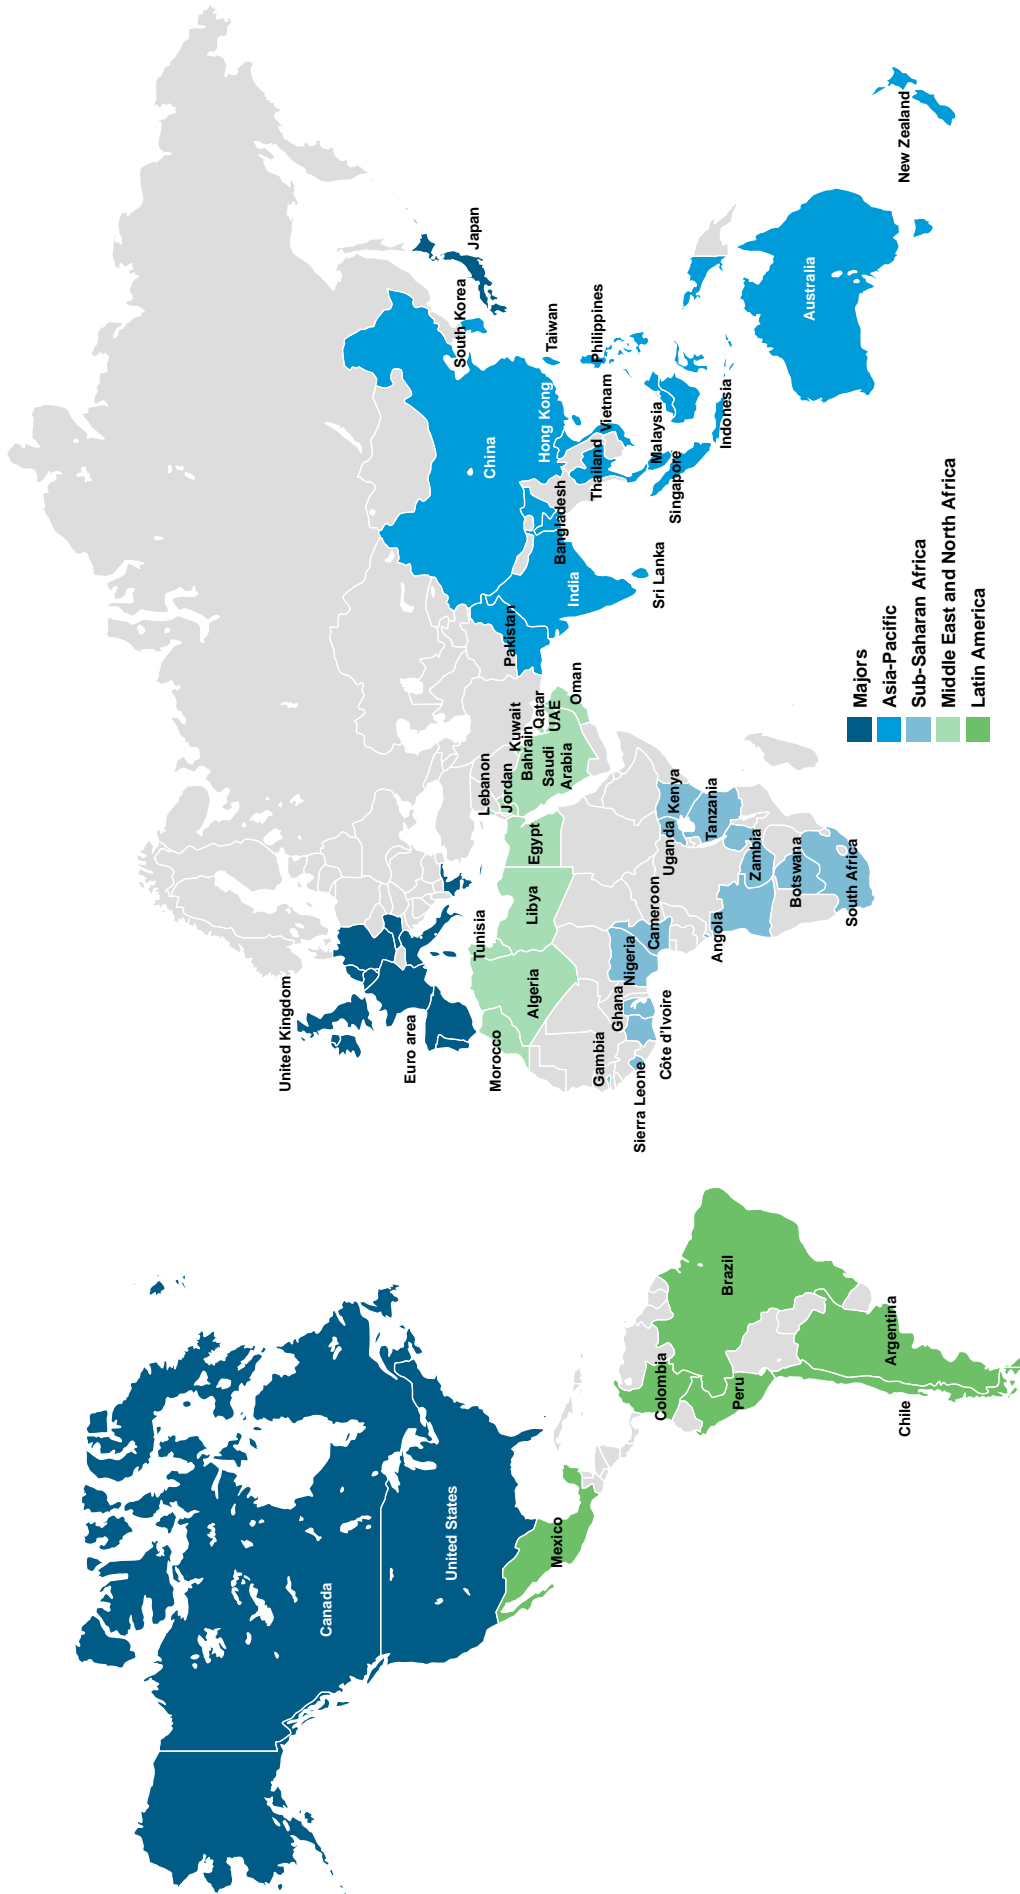 Canada
United States
Mexico
Colombia
Peru
Brazil
Chile
Argentina
United Kingdom
Euro area
Morocco
Tunisia
Algeria
Libya
Egypt
Lebanon
Jordan
Kuwait
Bahrain
Qatar
UAE
Saudi
Arabia
Oman
Gambia
Sierra Leone
Côte d'Ivoire
Ghana
Nigeria
Cameroon
Uganda
Kenya
Tanzania
Angola
Zambia
Botswana
South Africa
Pakistan
India
Bangladesh
Sri Lanka
China
Hong Kong
South Korea
Japan
Taiwan
Philippines
Vietnam
Thailand
Malaysia
Singapore
Indonesia
Australia
New Zealand
Majors
Asia-Pacific
Sub-Saharan Africa
Middle East and North Africa
Latin America